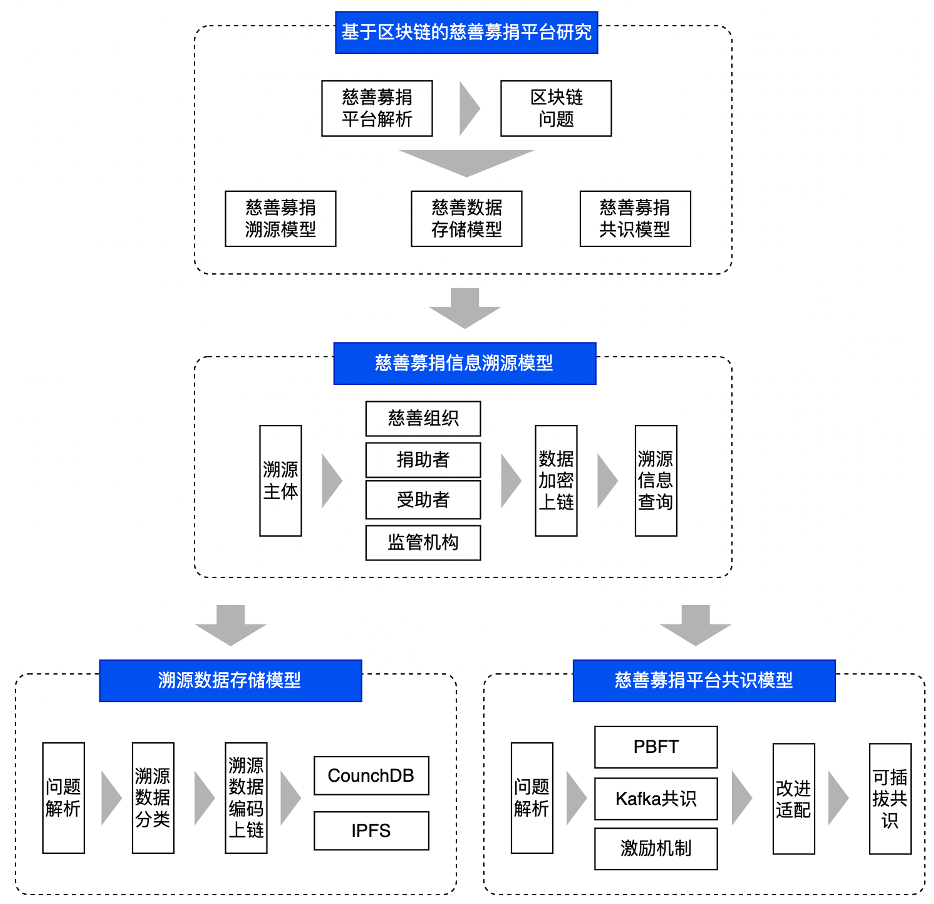 基于区块链的慈善募捐平台研究
慈善募捐
平台解析
区块链
问题
慈善募捐
溯源模型
慈善数据
存储模型
慈善募捐
共识模型
慈善募捐信息溯源模型
溯源
主体
慈善组织
捐助者
受助者
监管机构
数据
加密
上链
溯源
信息
查询
溯源数据存储模型
问题
解析
溯源
数据
分类
溯源
数据
编码
上链
CounchDB
IPFS
慈善募捐平台共识模型
问题
解析
PBFT
Kafka共识
激励机制
改进
适配
可插
拔共
识